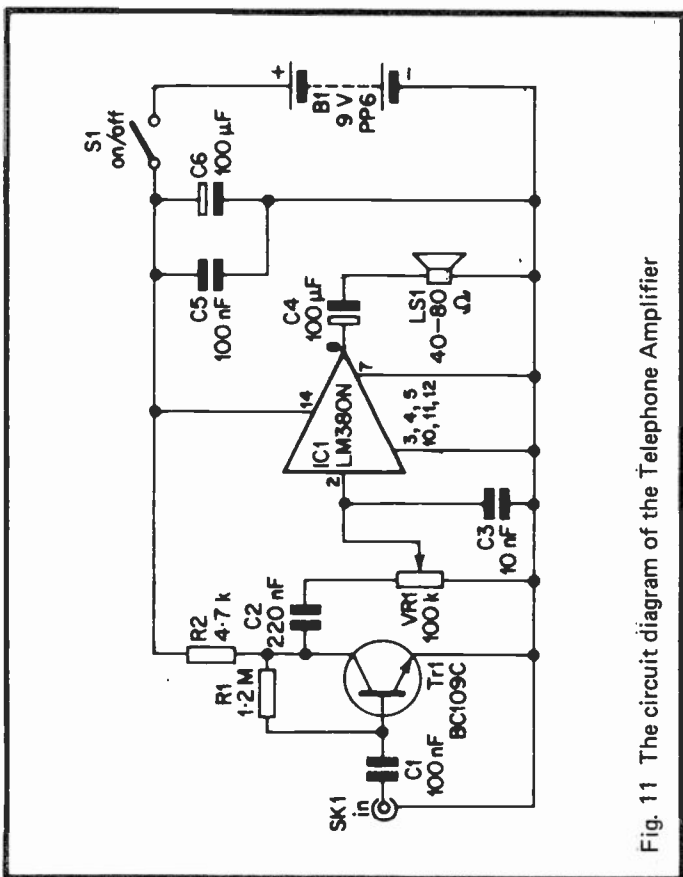 S1
on/off
+
B1
9 V
PP6
-
C6
100 µF
C5
100 nF
C4
100 µF
LS1
40–80
Ω
14
IC1
LM380N
2
7
3, 4, 5
10, 11, 12
R2
4·7 k
R1
1·2 M
C2
220 nF
VR1
100 k
C3
10 nF
Tr1
BC109C
C1
100 nF
SK1
in
Fig. 11 The circuit diagram of the Telephone Amplifier